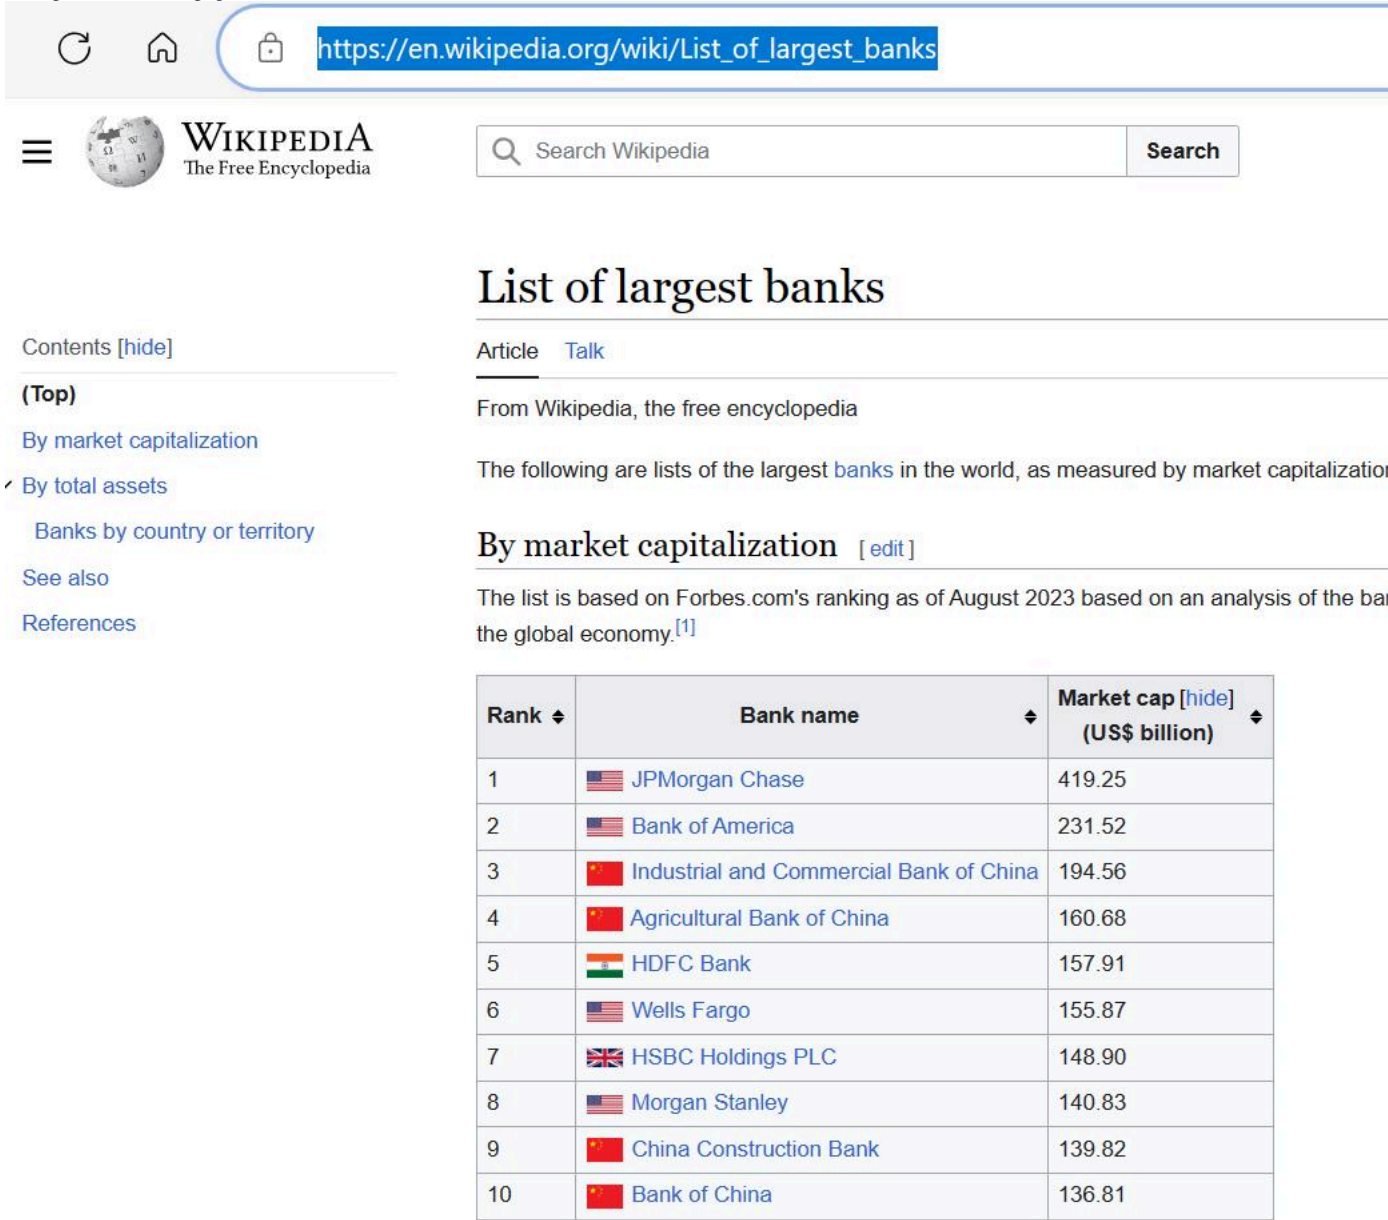 https://en.wikipedia.org/wiki/List_of_largest_banks
WIKIPEDIA
The Free Encyclopedia
Search Wikipedia
Search
List of largest banks
Contents [hide]
(Top)
By market capitalization
By total assets
Banks by country or territory
See also
References
Article Talk
From Wikipedia, the free encyclopedia
The following are lists of the largest banks in the world, as measured by market capitalization
By market capitalization [ edit ]
The list is based on Forbes.com's ranking as of August 2023 based on an analysis of the
the global economy.[1]
Rank Bank name Market cap [hide]
(US$ billion)
1 JPMorgan Chase 419.25
2 Bank of America 231.52
3 Industrial and Commercial Bank of China 194.56
4 Agricultural Bank of China 160.68
5 HDFC Bank 157.91
6 Wells Fargo 155.87
7 HSBC Holdings PLC 148.90
8 Morgan Stanley 140.83
9 China Construction Bank 139.82
10 Bank of China 136.81